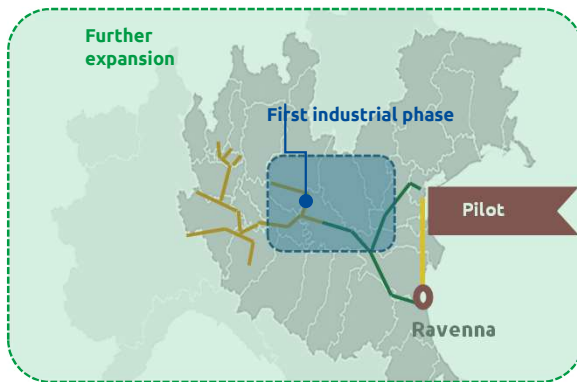 Further
expansion
First industrial phase
Pilot
Ravenna